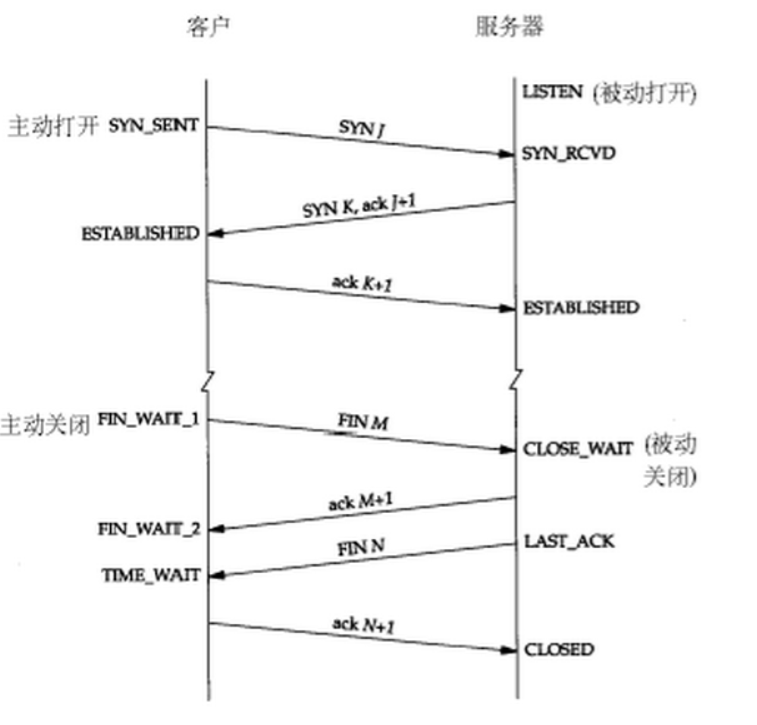 客户 服务器
LISTEN (被动打开)
主动打开 SYN_SENT
SYN J
SYN_RCVD
SYN K, ack J+1
ESTABLISHED
ack K+1
ESTABLISHED
主动关闭 FIN_WAIT_1
FIN M
CLOSE_WAIT (被动
关闭)
ack M+1
FIN_WAIT_2
LAST_ACK
FIN N
TIME_WAIT
ack N+1
CLOSED